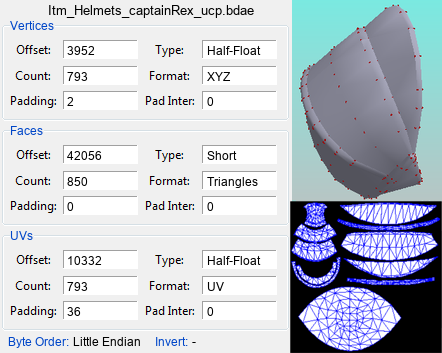 Itm_Helmets_captainRex_ucp.bdae
Vertices
Offset: 3952 Type: Half-Float
Count: 793 Format: XYZ
Padding: 2 Pad Inter: 0
Faces
Offset: 42056 Type: Short
Count: 850 Format: Triangles
Padding: 0 Pad Inter: 0
UVs
Offset: 10332 Type: Half-Float
Count: 793 Format: UV
Padding: 36 Pad Inter: 0
Byte Order: Little Endian Invert: -